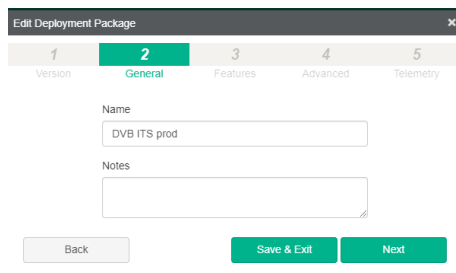 Edit Deployment Package ×
1 2 3 4 5
Version General Features Advanced Telemetry
Name
DVB ITS prod
Notes
Back Save & Exit Next